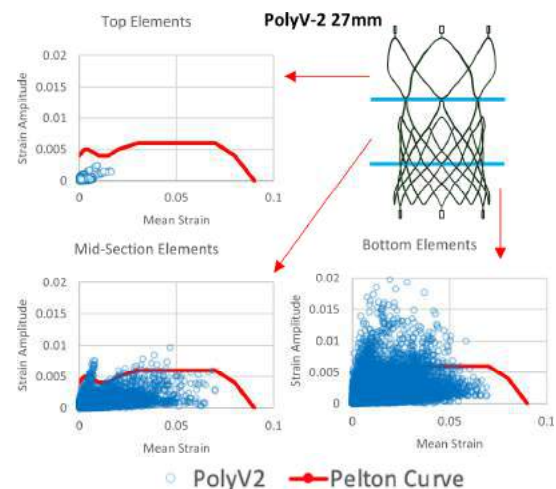 Top Elements
PolyV-2 27mm
Strain Amplitude
0.02
0.015
0.01
0.005
0
0
0.05
0.1
Mean Strain
Mid-Section Elements
Strain Amplitude
0.02
0.015
0.01
0.005
0
0
0.05
0.1
Mean Strain
Bottom Elements
Strain Amplitude
0.02
0.015
0.01
0.005
0
0
0.05
0.1
Mean Strain
PolyV2
Pelton Curve